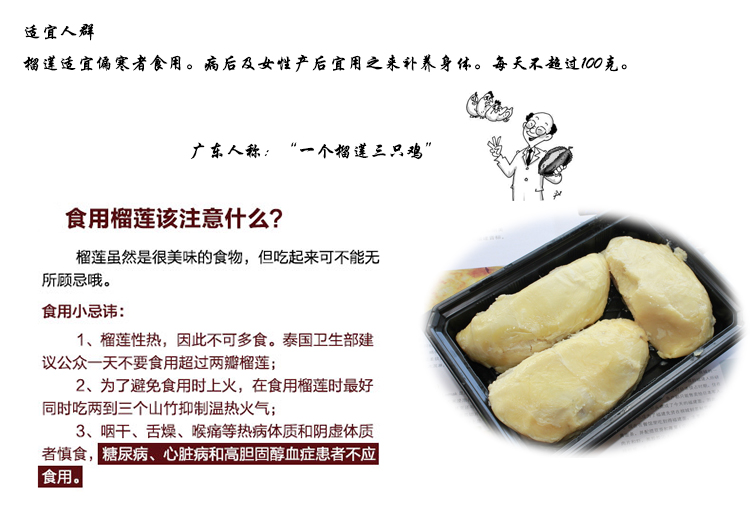 适宜人群
榴莲适宜偏寒者食用。病后及女性产后宜用之来补养身体。每天不超过100克。
广东人称：“一个榴莲三只鸡”
食用榴莲该注意什么？
榴莲虽然是很美味的食物，但吃起来可不能无
所顾忌哦。
食用小忌讳：
1、榴莲性热，因此不可多食。泰国卫生部建
议公众一天不要食用超过两瓣榴莲；
2、为了避免食用时上火，在食用榴莲时最好
同时吃两到三个山竹抑制温热火气；
3、咽干、舌燥、喉痛等热病体质和阴虚体质
者慎食，糖尿病、心脏病和高胆固醇血症患者不应
食用。